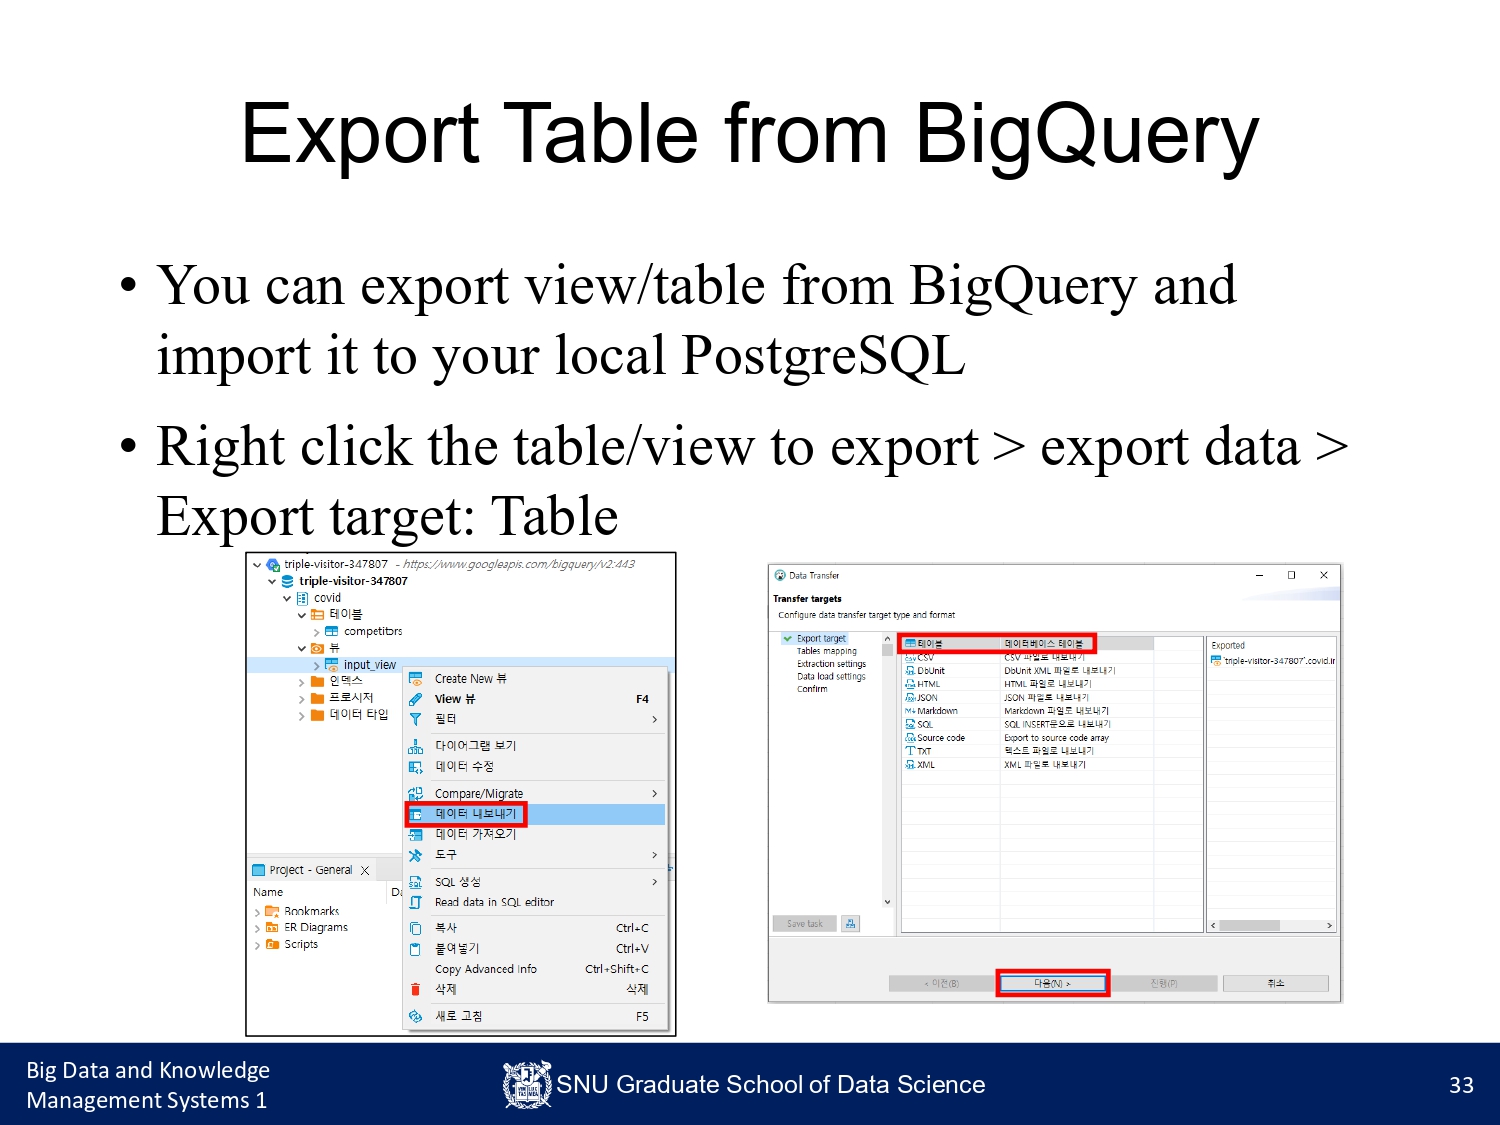 Export Table from BigQuery
• You can export view/table from BigQuery and
import it to your local PostgreSQL
• Right click the table/view to export > export data >
Export target: Table
triple-visitor-347807 - https://www.googleapis.com/bigquery/v2:443
triple-visitor-347807
covid
테이블
competitors
뷰
input_view
인덱스
프로시저
데이터 타입
Create New 뷰
View 뷰 F4
필터
다이어그램 보기
데이터 수정
Compare/Migrate
데이터 내보내기
데이터 가져오기
도구
SQL 생성
Read data in SQL editor
복사 Ctrl+C
붙여넣기 Ctrl+V
Copy Advanced Info Ctrl+Shift+C
삭제 삭제
새로 고침 F5
Project - General
Name
Bookmarks
ER Diagrams
Scripts
Data Transfer
Transfer targets
Configure data transfer target type and format
Export target
Tables mapping
Extraction settings
Data load settings
Confirm
테이블 데이터베이스 테이블
CSV CSV 파일로 내보내기
DbUnit DbUnit XML 파일로 내보내기
HTML HTML 파일로 내보내기
JSON JSON 파일로 내보내기
Markdown Markdown 파일로 내보내기
SQL SQL INSERT문으로 내보내기
Source code Export to source code array
TXT 텍스트 파일로 내보내기
XML XML 파일로 내보내기
Exported
'triple-visitor-347807'.covid.ir
Save task
< 이전(B) 다음(N) > 진행(P) 취소
Big Data and Knowledge
Management Systems 1
SNU Graduate School of Data Science
33